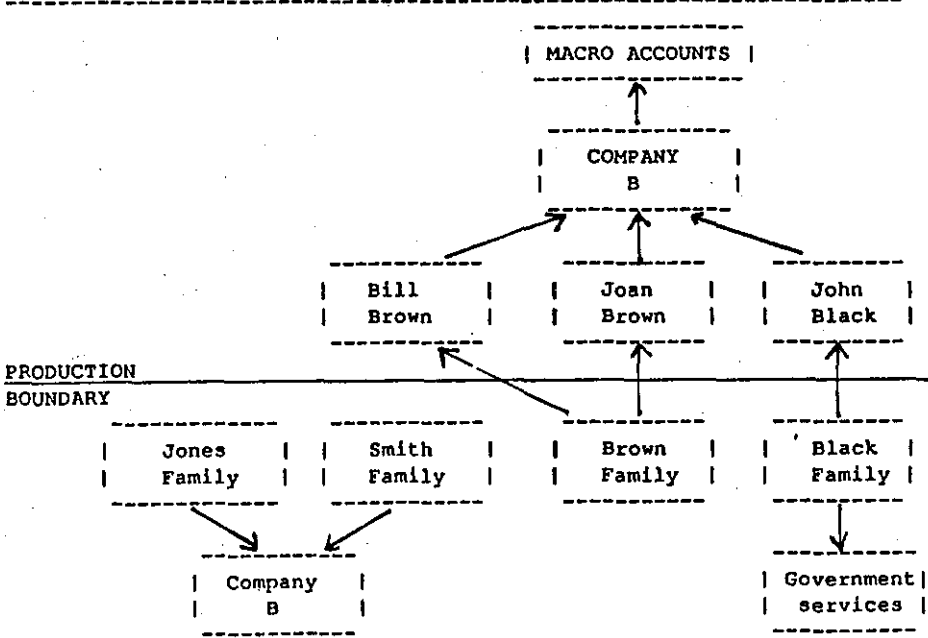 MACRO ACCOUNTS
COMPANY
B
Bill Joan John
Brown Brown Black
PRODUCTION
BOUNDARY
Jones Smith Brown Black
Family Family Family Family
Company Government
B services